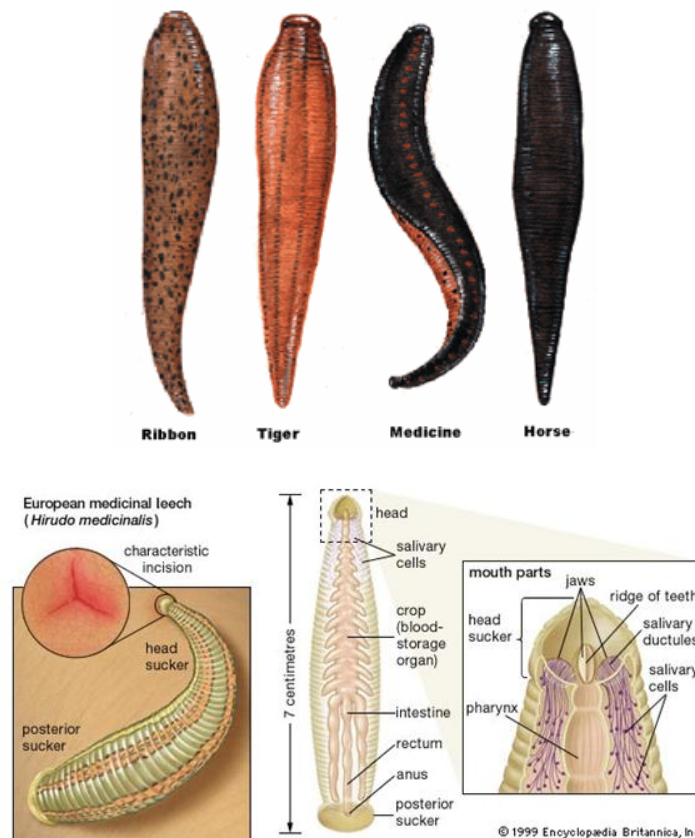 Ribbon Tiger Medicine Horse
European medicinal leech
(Hirudo medicinalis)
characteristic
incision
head
sucker
posterior
sucker
7 centimetres
head
salivary
cells
crop
(blood-
storage
organ)
intestine
rectum
anus
posterior
sucker
mouth parts
jaws
ridge of teeth
head
sucker
salivary
ductules
salivary
cells
pharynx
© 1999 Encyclopædia Britannica, In